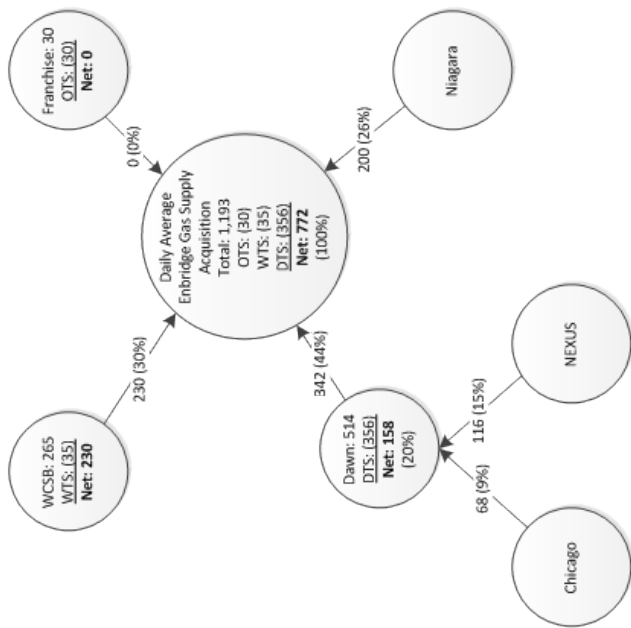 WCSB: 265
WTS: (35)
Net: 230
230 (30%)
Franchise: 30
OTS: (30)
Net: 0
0 (0%)
Daily Average
Enbridge Gas Supply
Acquisition
Total: 1,193
OTS: (30)
WTS: (35)
DTS: (356)
Net: 772
(100%)
342 (44%)
200 (26%)
Dawn: 514
DTS: (356)
Net: 158
(20%)
Niagara
68 (9%)
116 (15%)
Chicago
NEXUS